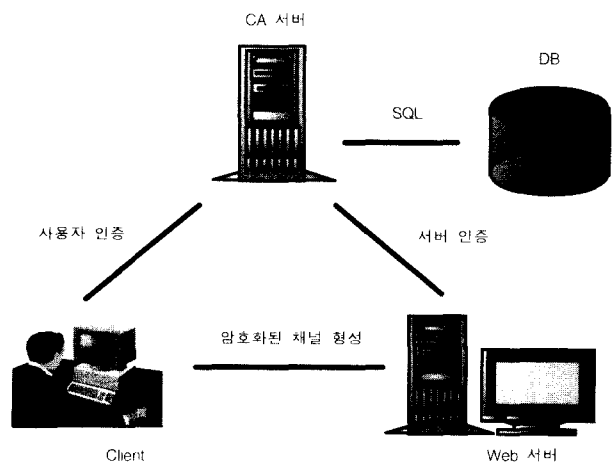 CA 서버
DB
SQL
사용자 인증
서버 인증
암호화된 채널 형성
Client
Web 서버